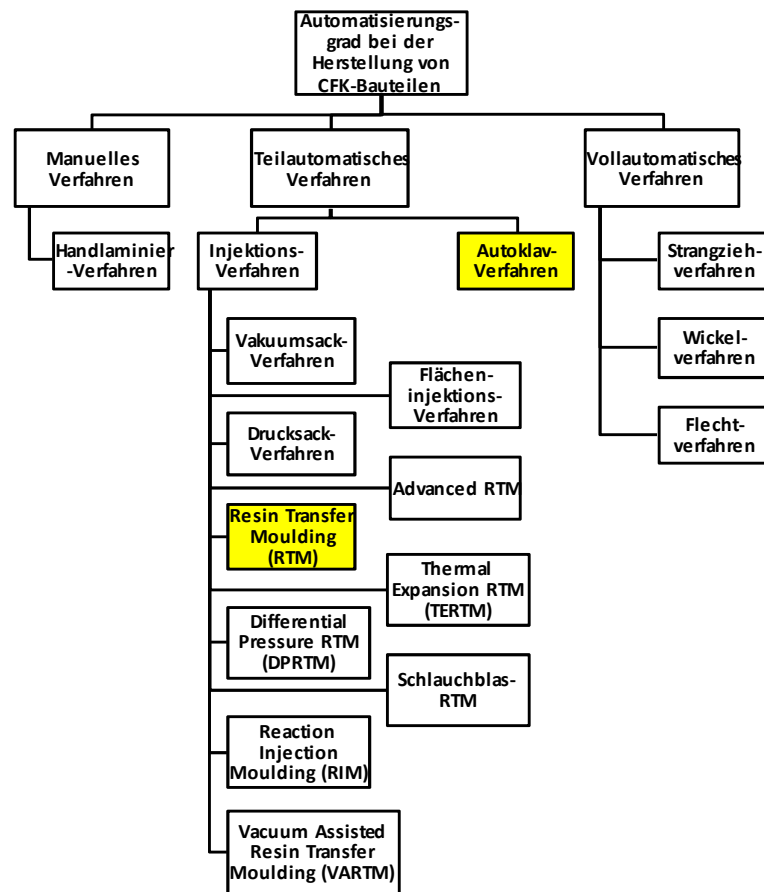 Automatisierungs-
grad bei der
Herstellung von
CFK-Bauteilen
Manuelles
Verfahren
Teilautomatisches
Verfahren
Vollautomatisches
Verfahren
Handlaminier
-Verfahren
Injektions-
Verfahren
Autoklav-
Verfahren
Strangzieh-
verfahren
Vakuumsack-
Verfahren
Wickel-
verfahren
Flächen-
injektions-
Verfahren
Drucksack-
Verfahren
Flecht-
verfahren
Advanced RTM
Resin Transfer
Moulding
(RTM)
Thermal
Expansion RTM
(TERTM)
Differential
Pressure RTM
(DPRTM)
Schlauchblas-
RTM
Reaction
Injection
Moulding (RIM)
Vacuum Assisted
Resin Transfer
Moulding (VARTM)